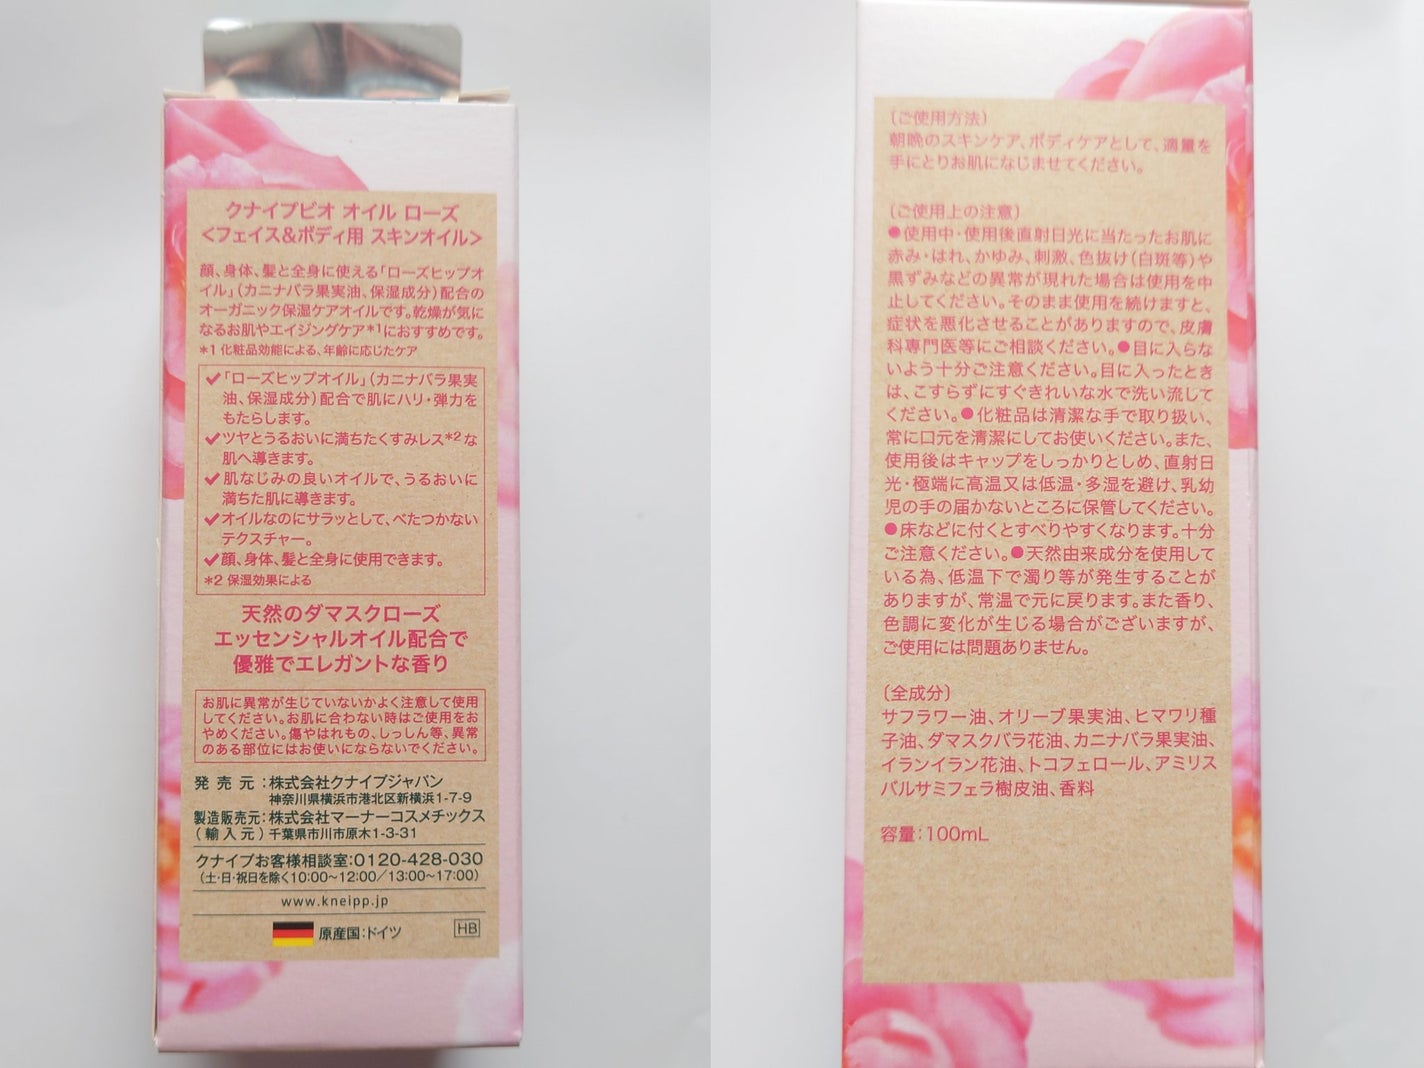 クナイプビオ オイル ローズ
<フェイス&ボディ用 スキンオイル>
顔、身体、髪と全身に使える「ローズヒップオ
イル」(カニナバラ果実油、保湿成分)配合の
オーガニック保湿ケアオイルです。乾燥が気に
なるお肌やエイジングケア*1におすすめです。
*1 化粧品効能による、年齢に応じたケア
✓「ローズヒップオイル」(カニナバラ果実
油、保湿成分)配合で肌にハリ・弾力を
もたらします。
✓ツヤとうるおいに満ちたくすみレス*2な
肌へ導きます。
✓肌なじみの良いオイルで、うるおいに
満ちた肌に導きます。
✓オイルなのにサラッとして、べたつかない
テクスチャー。
✓顔、身体、髪と全身に使用できます。
*2 保湿効果による
天然のダマスクローズ
エッセンシャルオイル配合で
優雅でエレガントな香り
お肌に異常が生じていないかよく注意して使用
してください。お肌に合わない時はご使用をお
やめください。傷やはれもの、しっしん等、異常
のある部位にはお使いにならないでください。
発売元:株式会社クナイプジャパン
神奈川県横浜市港北区新横浜1-7-9
製造販売元:株式会社マーナーコスメチックス
(輸入元)千葉県市川市原木1-3-31
クナイプお客様相談室:0120-428-030
(土・日・祝日を除く10:00~12:00/13:00~17:00)
www.kneipp.jp
原産国:ドイツ
HB
〔ご使用方法〕
朝晩のスキンケア、ボディケアとして、適量を
手にとりお肌になじませてください。
〔ご使用上の注意〕
●使用中・使用後直射日光に当たったお肌に
赤み・はれ、かゆみ、刺激、色抜け(白斑等)や
黒ずみなどの異常が現れた場合は使用を中
止してください。そのまま使用を続けますと、
症状を悪化させることがありますので、皮膚
科専門医等にご相談ください。●目に入らな
いよう十分ご注意ください。目に入ったとき
は、こすらずにすぐきれいな水で洗い流して
ください。●化粧品は清潔な手で取り扱い、
常に口元を清潔にしてお使いください。また、
使用後はキャップをしっかりとしめ、直射日
光・極端に高温又は低温・多湿を避け、乳幼
児の手の届かないところに保管してください。
●床などに付くとすべりやすくなります。十分
ご注意ください。●天然由来成分を使用して
いる為、低温下で濁り等が発生することが
ありますが、常温で元に戻ります。また香り、
色調に変化が生じる場合がございますが、
ご使用には問題ありません。
〔全成分〕
サフラワー油、オリーブ果実油、ヒマワリ種
子油、ダマスクバラ花油、カニナバラ果実油、
イランイラン花油、トコフェロール、アミリス
バルサミフェラ樹皮油、香料
容量:100mL